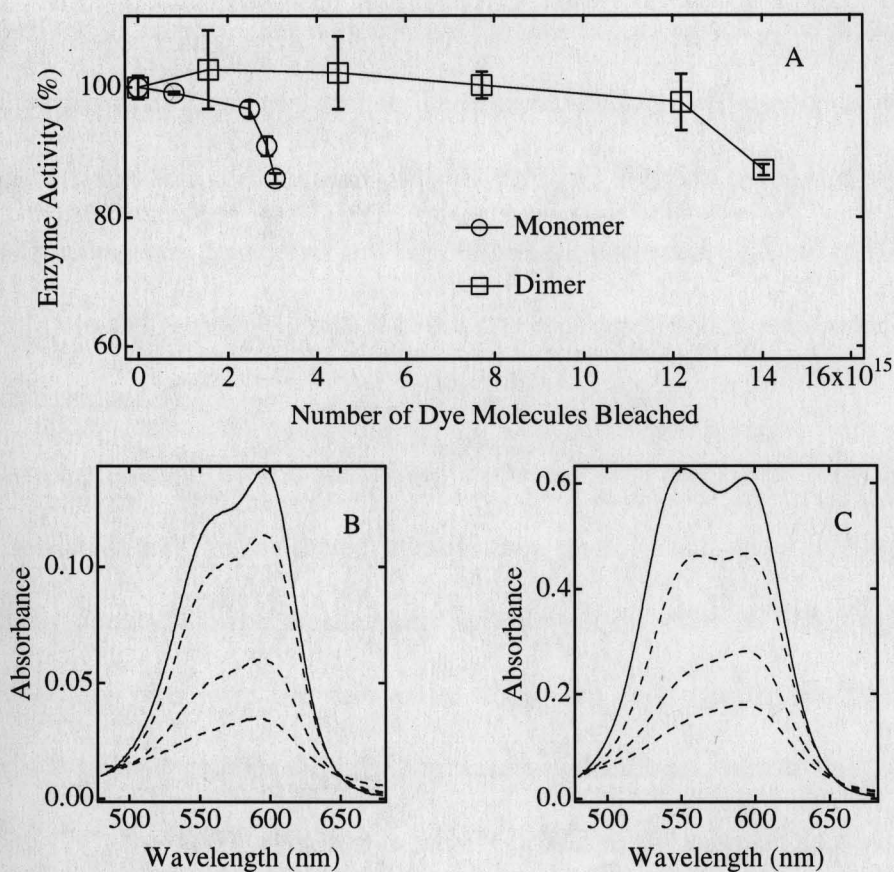 A
Enzyme Activity (%)
100
80
60
Monomer
Dimer
0 2 4 6 8 10 12 14 16x10¹⁵
Number of Dye Molecules Bleached
B
Absorbance
0.10
0.05
0.00
500 550 600 650
Wavelength (nm)
C
Absorbance
0.6
0.4
0.2
0.0
500 550 600 650
Wavelength (nm)